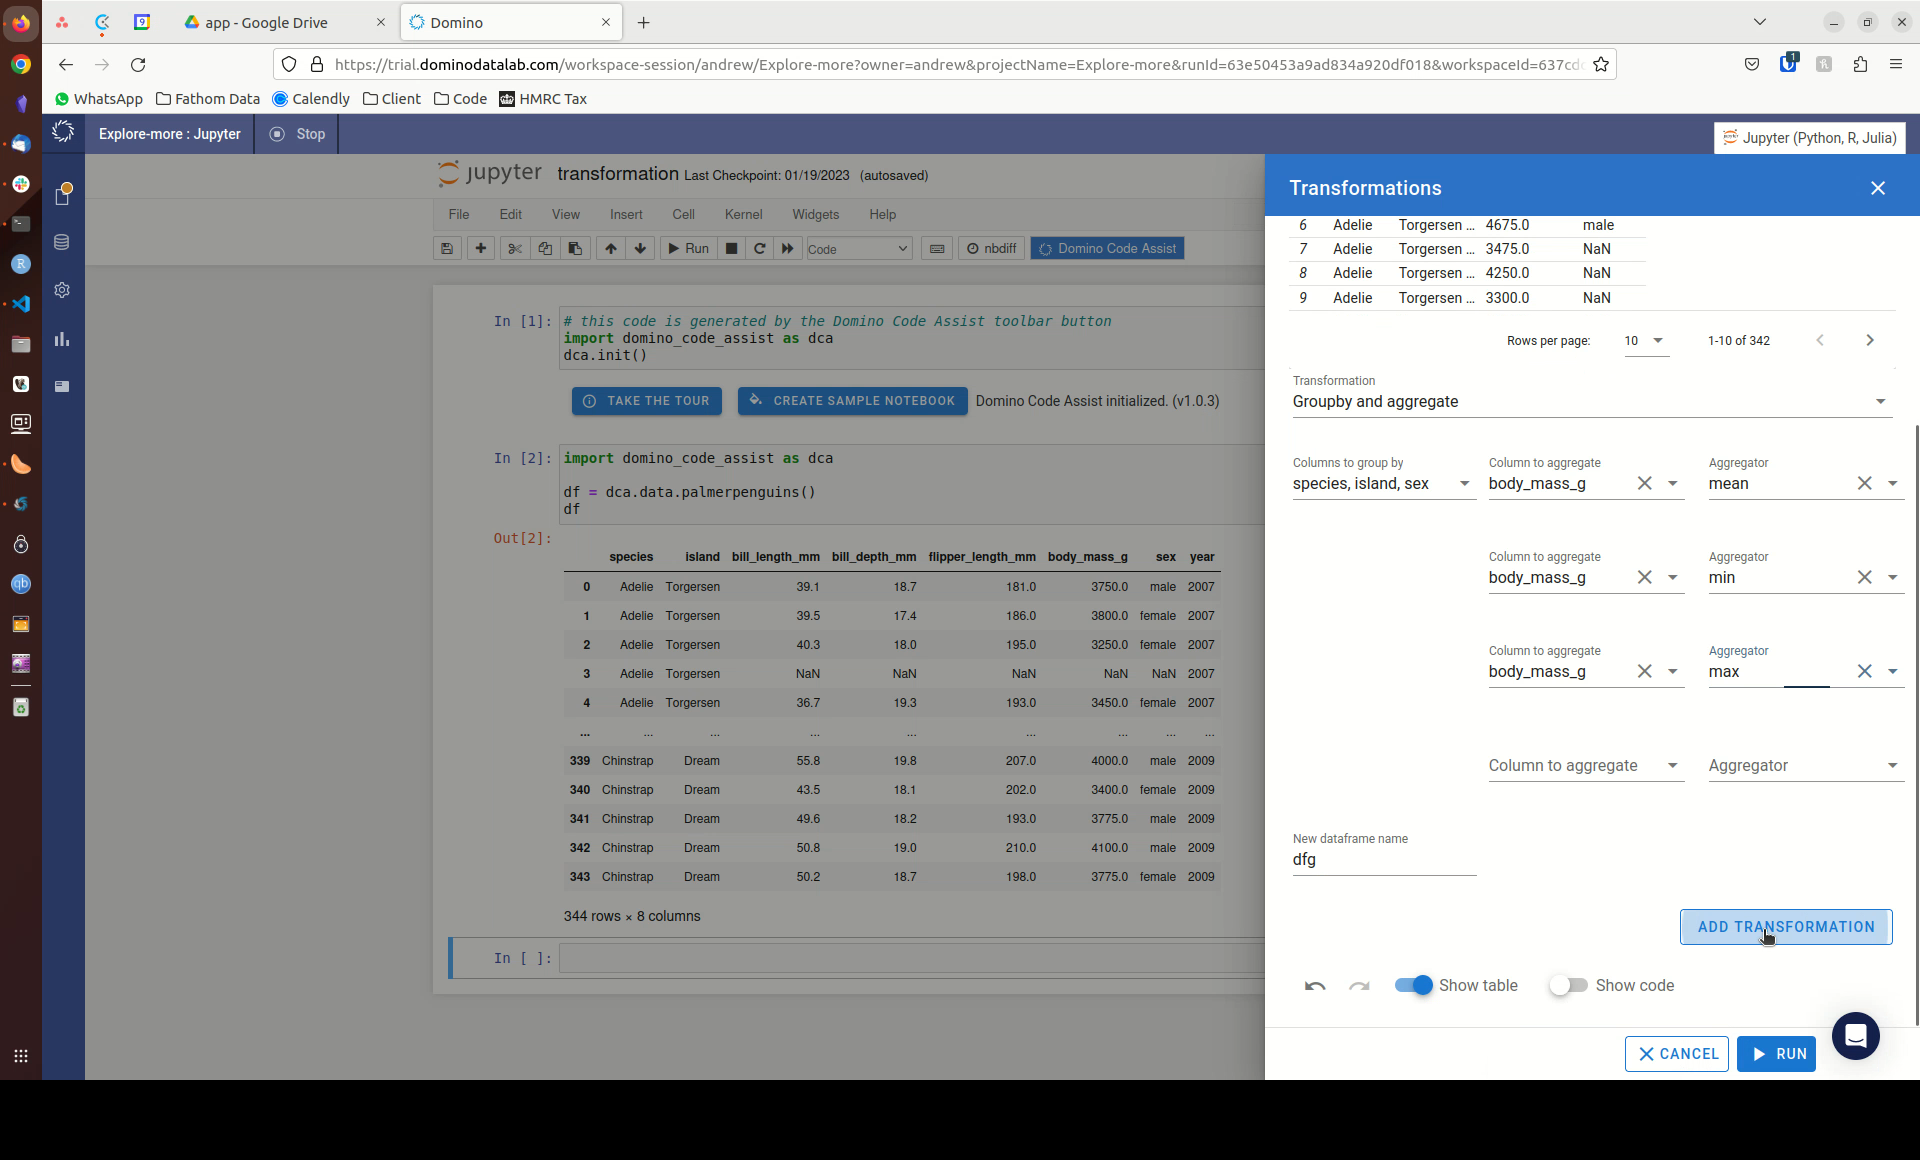 app - Google Drive
Domino
https://trial.dominodatalab.com/workspace-session/andrew/Explore-more?owner=andrew&projectName=Explore-more&runId=63e50453a9ad834a920df018&workspaceId=637cd
WhatsApp Fathom Data Calendly Client Code HMRC Tax
Explore-more : Jupyter Stop
Jupyter (Python, R, Julia)
jupyter transformation Last Checkpoint: 01/19/2023 (autosaved)
File Edit View Insert Cell Kernel Widgets Help
Run Code nbdiff Domino Code Assist
In [1]: # this code is generated by the Domino Code Assist toolbar button
import domino_code_assist as dca
dca.init()
TAKE THE TOUR CREATE SAMPLE NOTEBOOK Domino Code Assist initialized. (v1.0.3)
In [2]: import domino_code_assist as dca
df = dca.data.palmerpenguins()
df
Out[2]:
species island bill_length_mm bill_depth_mm flipper_length_mm body_mass_g sex year
0 Adelie Torgersen 39.1 18.7 181.0 3750.0 male 2007
1 Adelie Torgersen 39.5 17.4 186.0 3800.0 female 2007
2 Adelie Torgersen 40.3 18.0 195.0 3250.0 female 2007
3 Adelie Torgersen NaN NaN NaN NaN NaN 2007
4 Adelie Torgersen 36.7 19.3 193.0 3450.0 female 2007
... ... ... ... ... ... ... ... ...
339 Chinstrap Dream 55.8 19.8 207.0 4000.0 male 2009
340 Chinstrap Dream 43.5 18.1 202.0 3400.0 female 2009
341 Chinstrap Dream 49.6 18.2 193.0 3775.0 male 2009
342 Chinstrap Dream 50.8 19.0 210.0 4100.0 male 2009
343 Chinstrap Dream 50.2 18.7 198.0 3775.0 female 2009
344 rows × 8 columns
In [ ]:
Transformations
6 Adelie Torgersen ... 4675.0 male
7 Adelie Torgersen ... 3475.0 NaN
8 Adelie Torgersen ... 4250.0 NaN
9 Adelie Torgersen ... 3300.0 NaN
Rows per page: 10 1-10 of 342
Transformation
Groupby and aggregate
Columns to group by Column to aggregate Aggregator
species, island, sex body_mass_g mean
Column to aggregate Aggregator
body_mass_g min
Column to aggregate Aggregator
body_mass_g max
Column to aggregate Aggregator
New dataframe name
dfg
ADD TRANSFORMATION
Show table Show code
CANCEL RUN